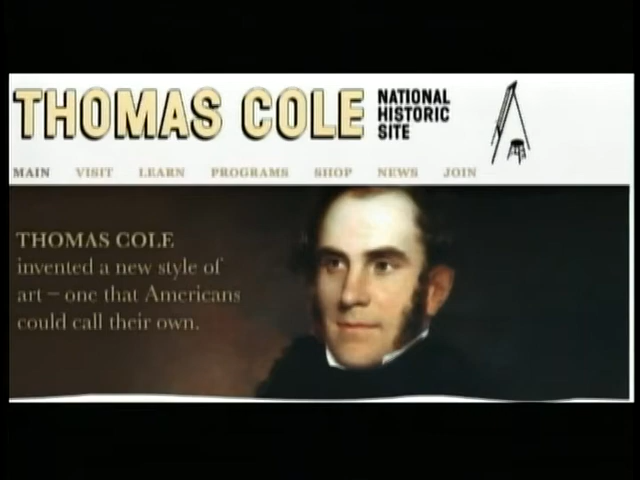 THOMAS COLE
NATIONAL
HISTORIC
SITE
MAIN VISIT LEARN PROGRAMS SHOP NEWS JOIN
THOMAS COLE
invented a new style of
art – one that Americans
could call their own.